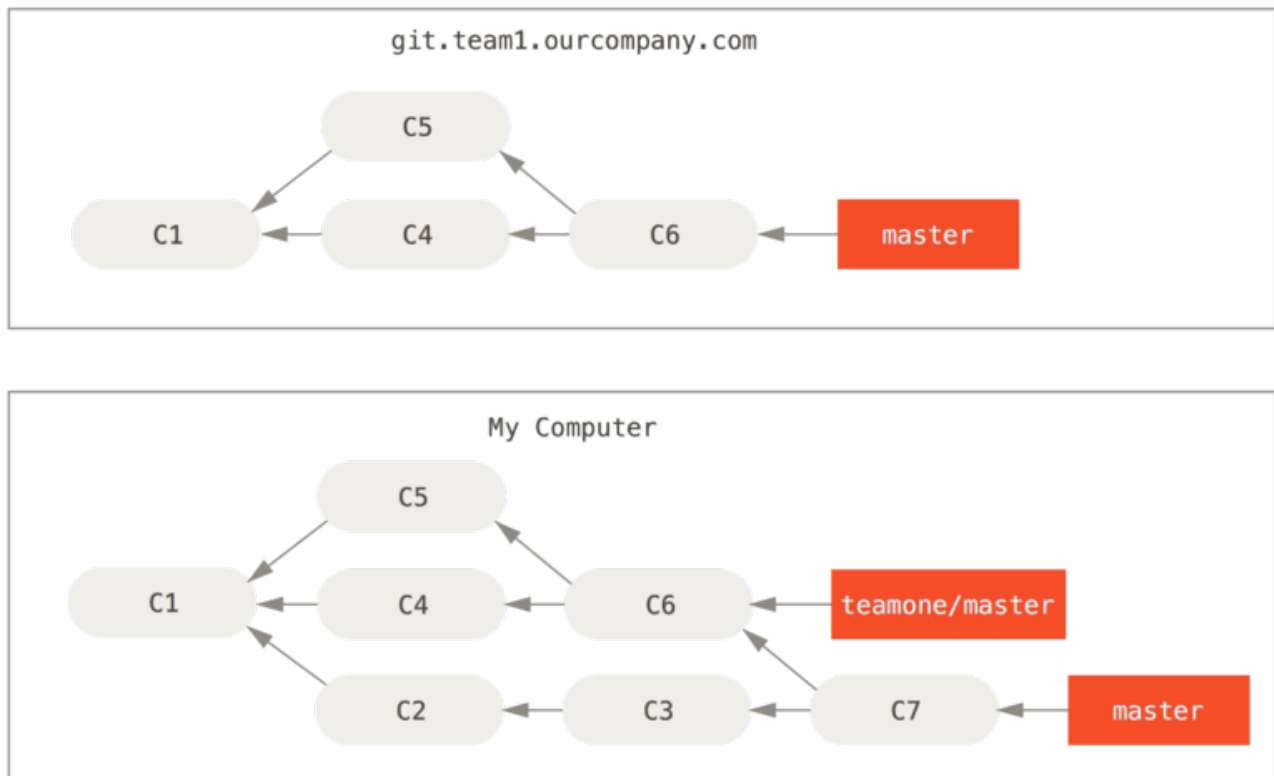 git.team1.ourcompany.com
C5
C1
C4
C6
master
My Computer
C5
C1
C4
C6
teamone/master
C2
C3
C7
master